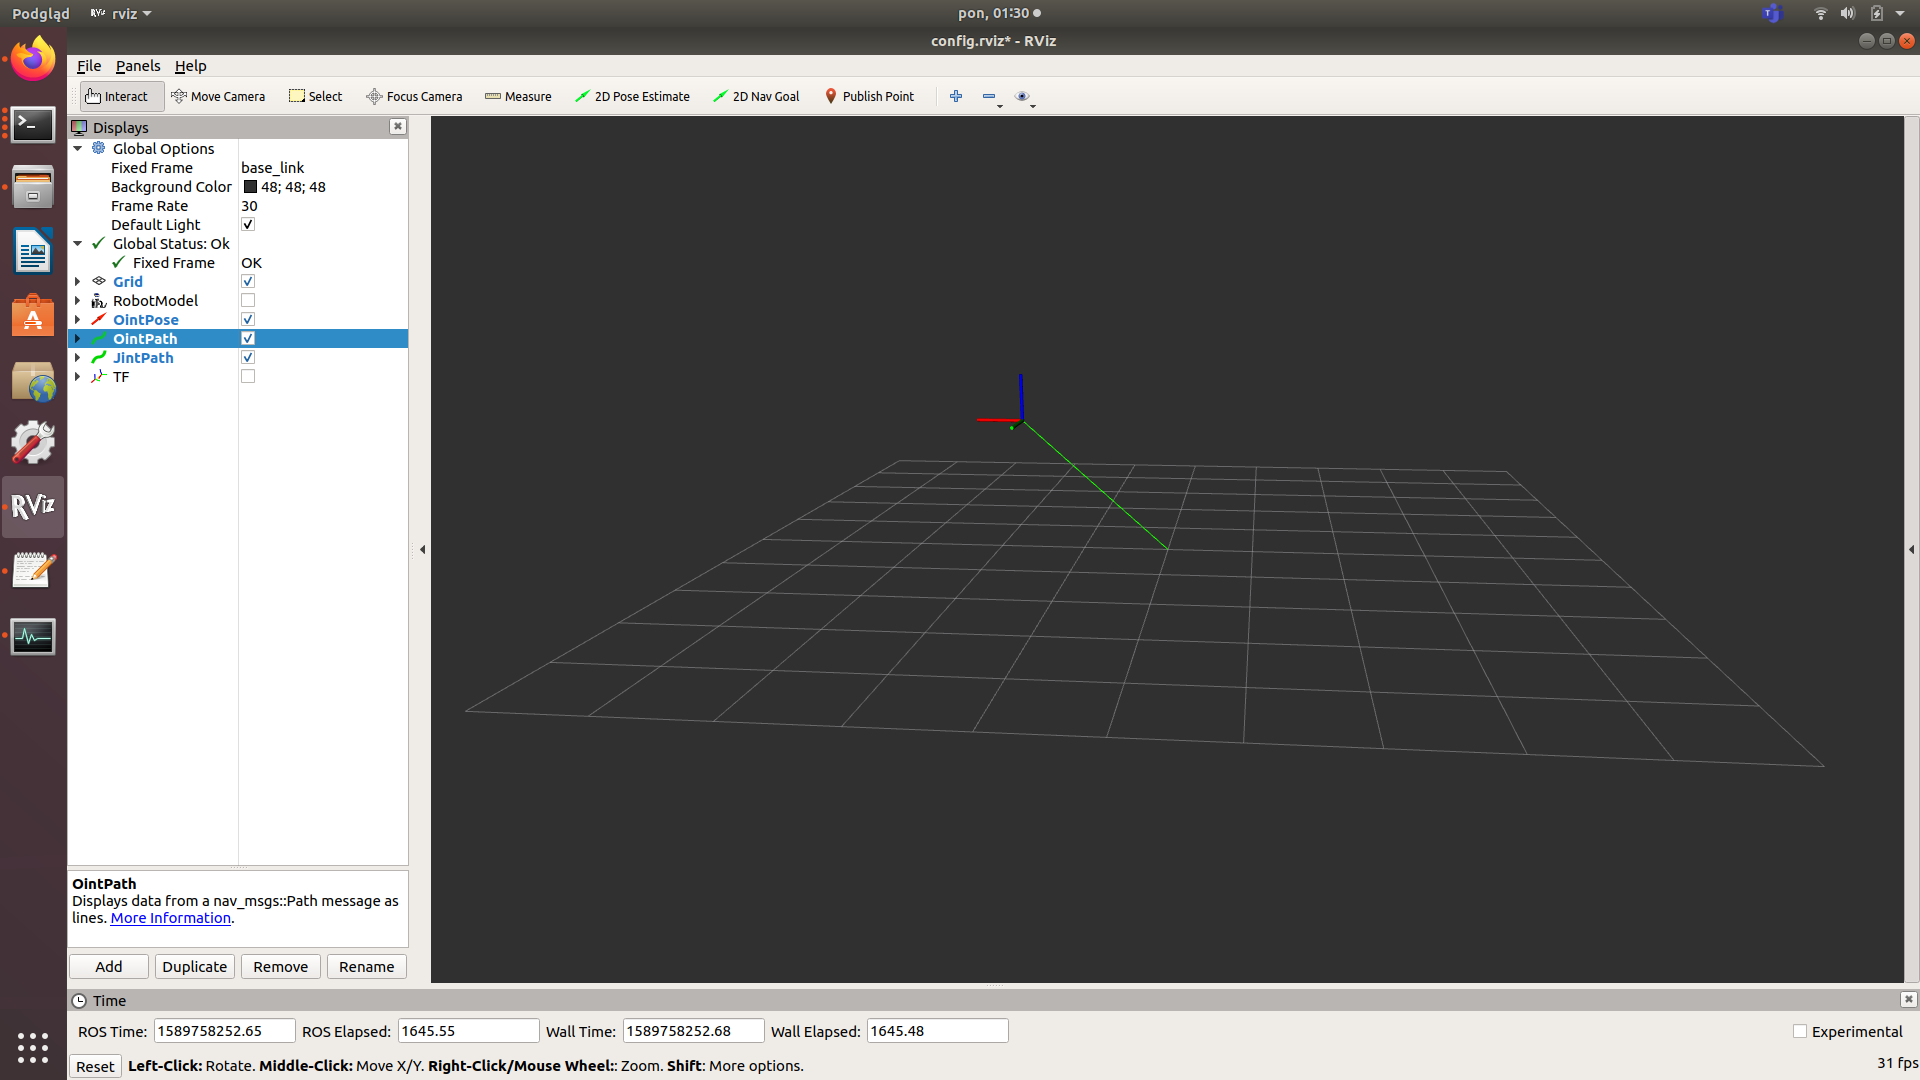 Podgląd RViz rviz pon, 01:30
config.rviz* - RViz
File Panels Help
Interact Move Camera Select Focus Camera Measure 2D Pose Estimate 2D Nav Goal Publish Point
Displays
Global Options
Fixed Frame base_link
Background Color 48; 48; 48
Frame Rate 30
Default Light
Global Status: Ok
Fixed Frame OK
Grid
RobotModel
OintPose
OintPath
JintPath
TF
RViz
OintPath
Displays data from a nav_msgs::Path message as
lines. More Information.
Add Duplicate Remove Rename
Time
ROS Time: 1589758252.65 ROS Elapsed: 1645.55 Wall Time: 1589758252.68 Wall Elapsed: 1645.48 Experimental
Reset Left-Click: Rotate. Middle-Click: Move X/Y. Right-Click/Mouse Wheel:: Zoom. Shift: More options. 31 fps